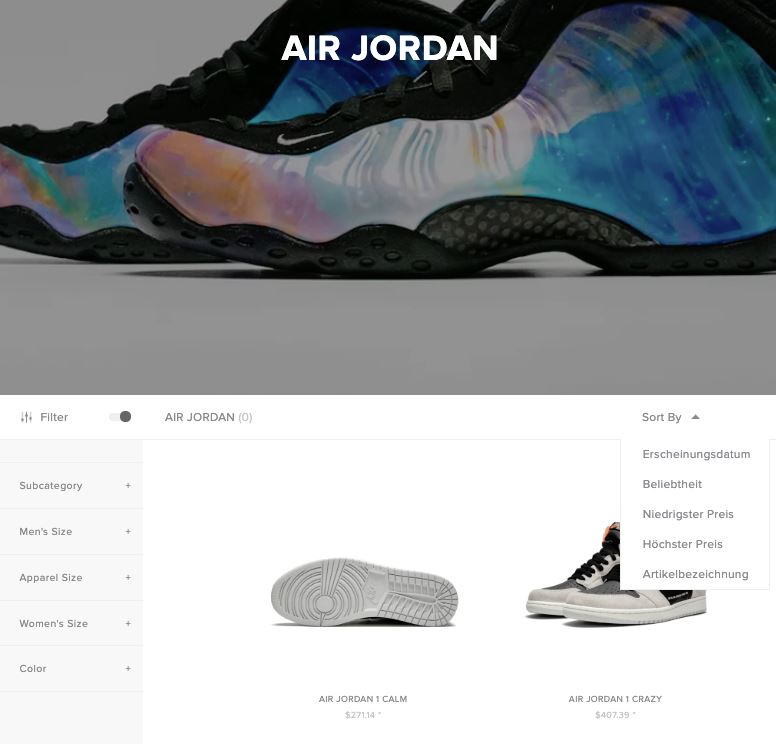 AIR JORDAN
Filter
AIR JORDAN (0)
Sort By
Erscheinungsdatum
Beliebtheit
Niedrigster Preis
Höchster Preis
Artikelbezeichnung
Subcategory +
Men's Size +
Apparel Size +
Women's Size +
Color +
AIR JORDAN 1 CALM
$271.14 *
AIR JORDAN 1 CRAZY
$407.39 *